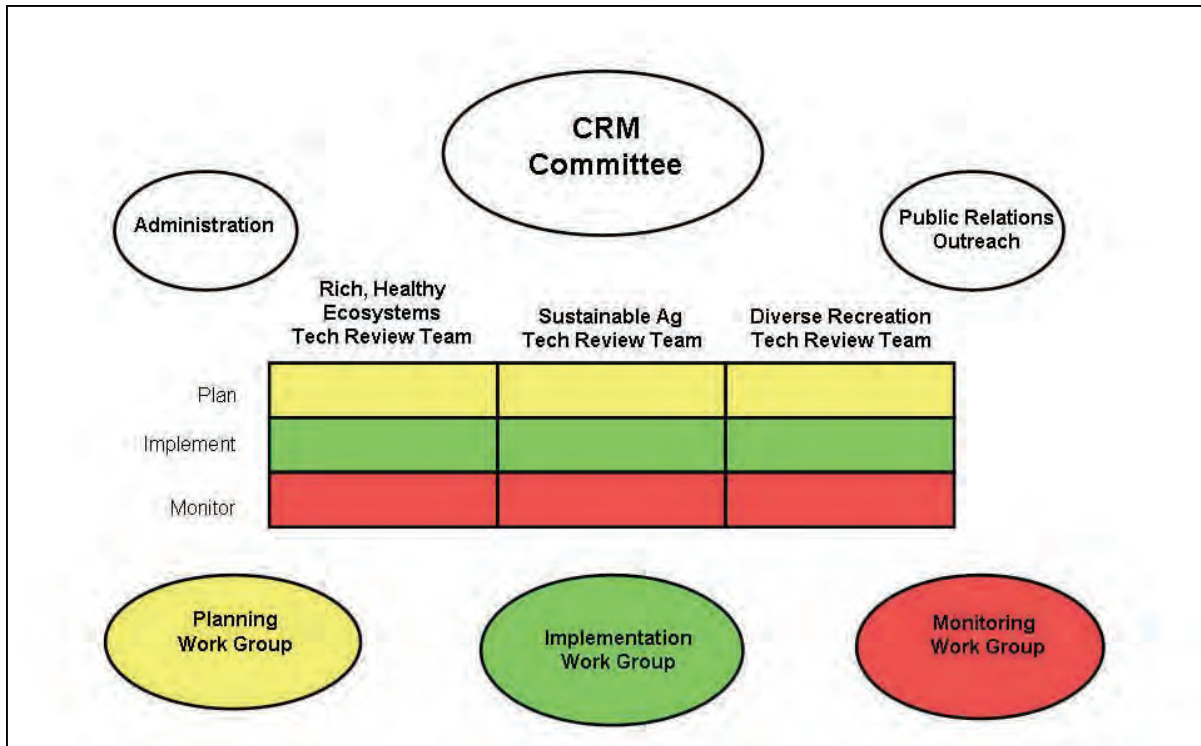 CRM
Committee
Administration
Public Relations
Outreach
Rich, Healthy
Ecosystems
Tech Review Team
Sustainable Ag
Tech Review Team
Diverse Recreation
Tech Review Team
Plan
Implement
Monitor
Planning
Work Group
Implementation
Work Group
Monitoring
Work Group